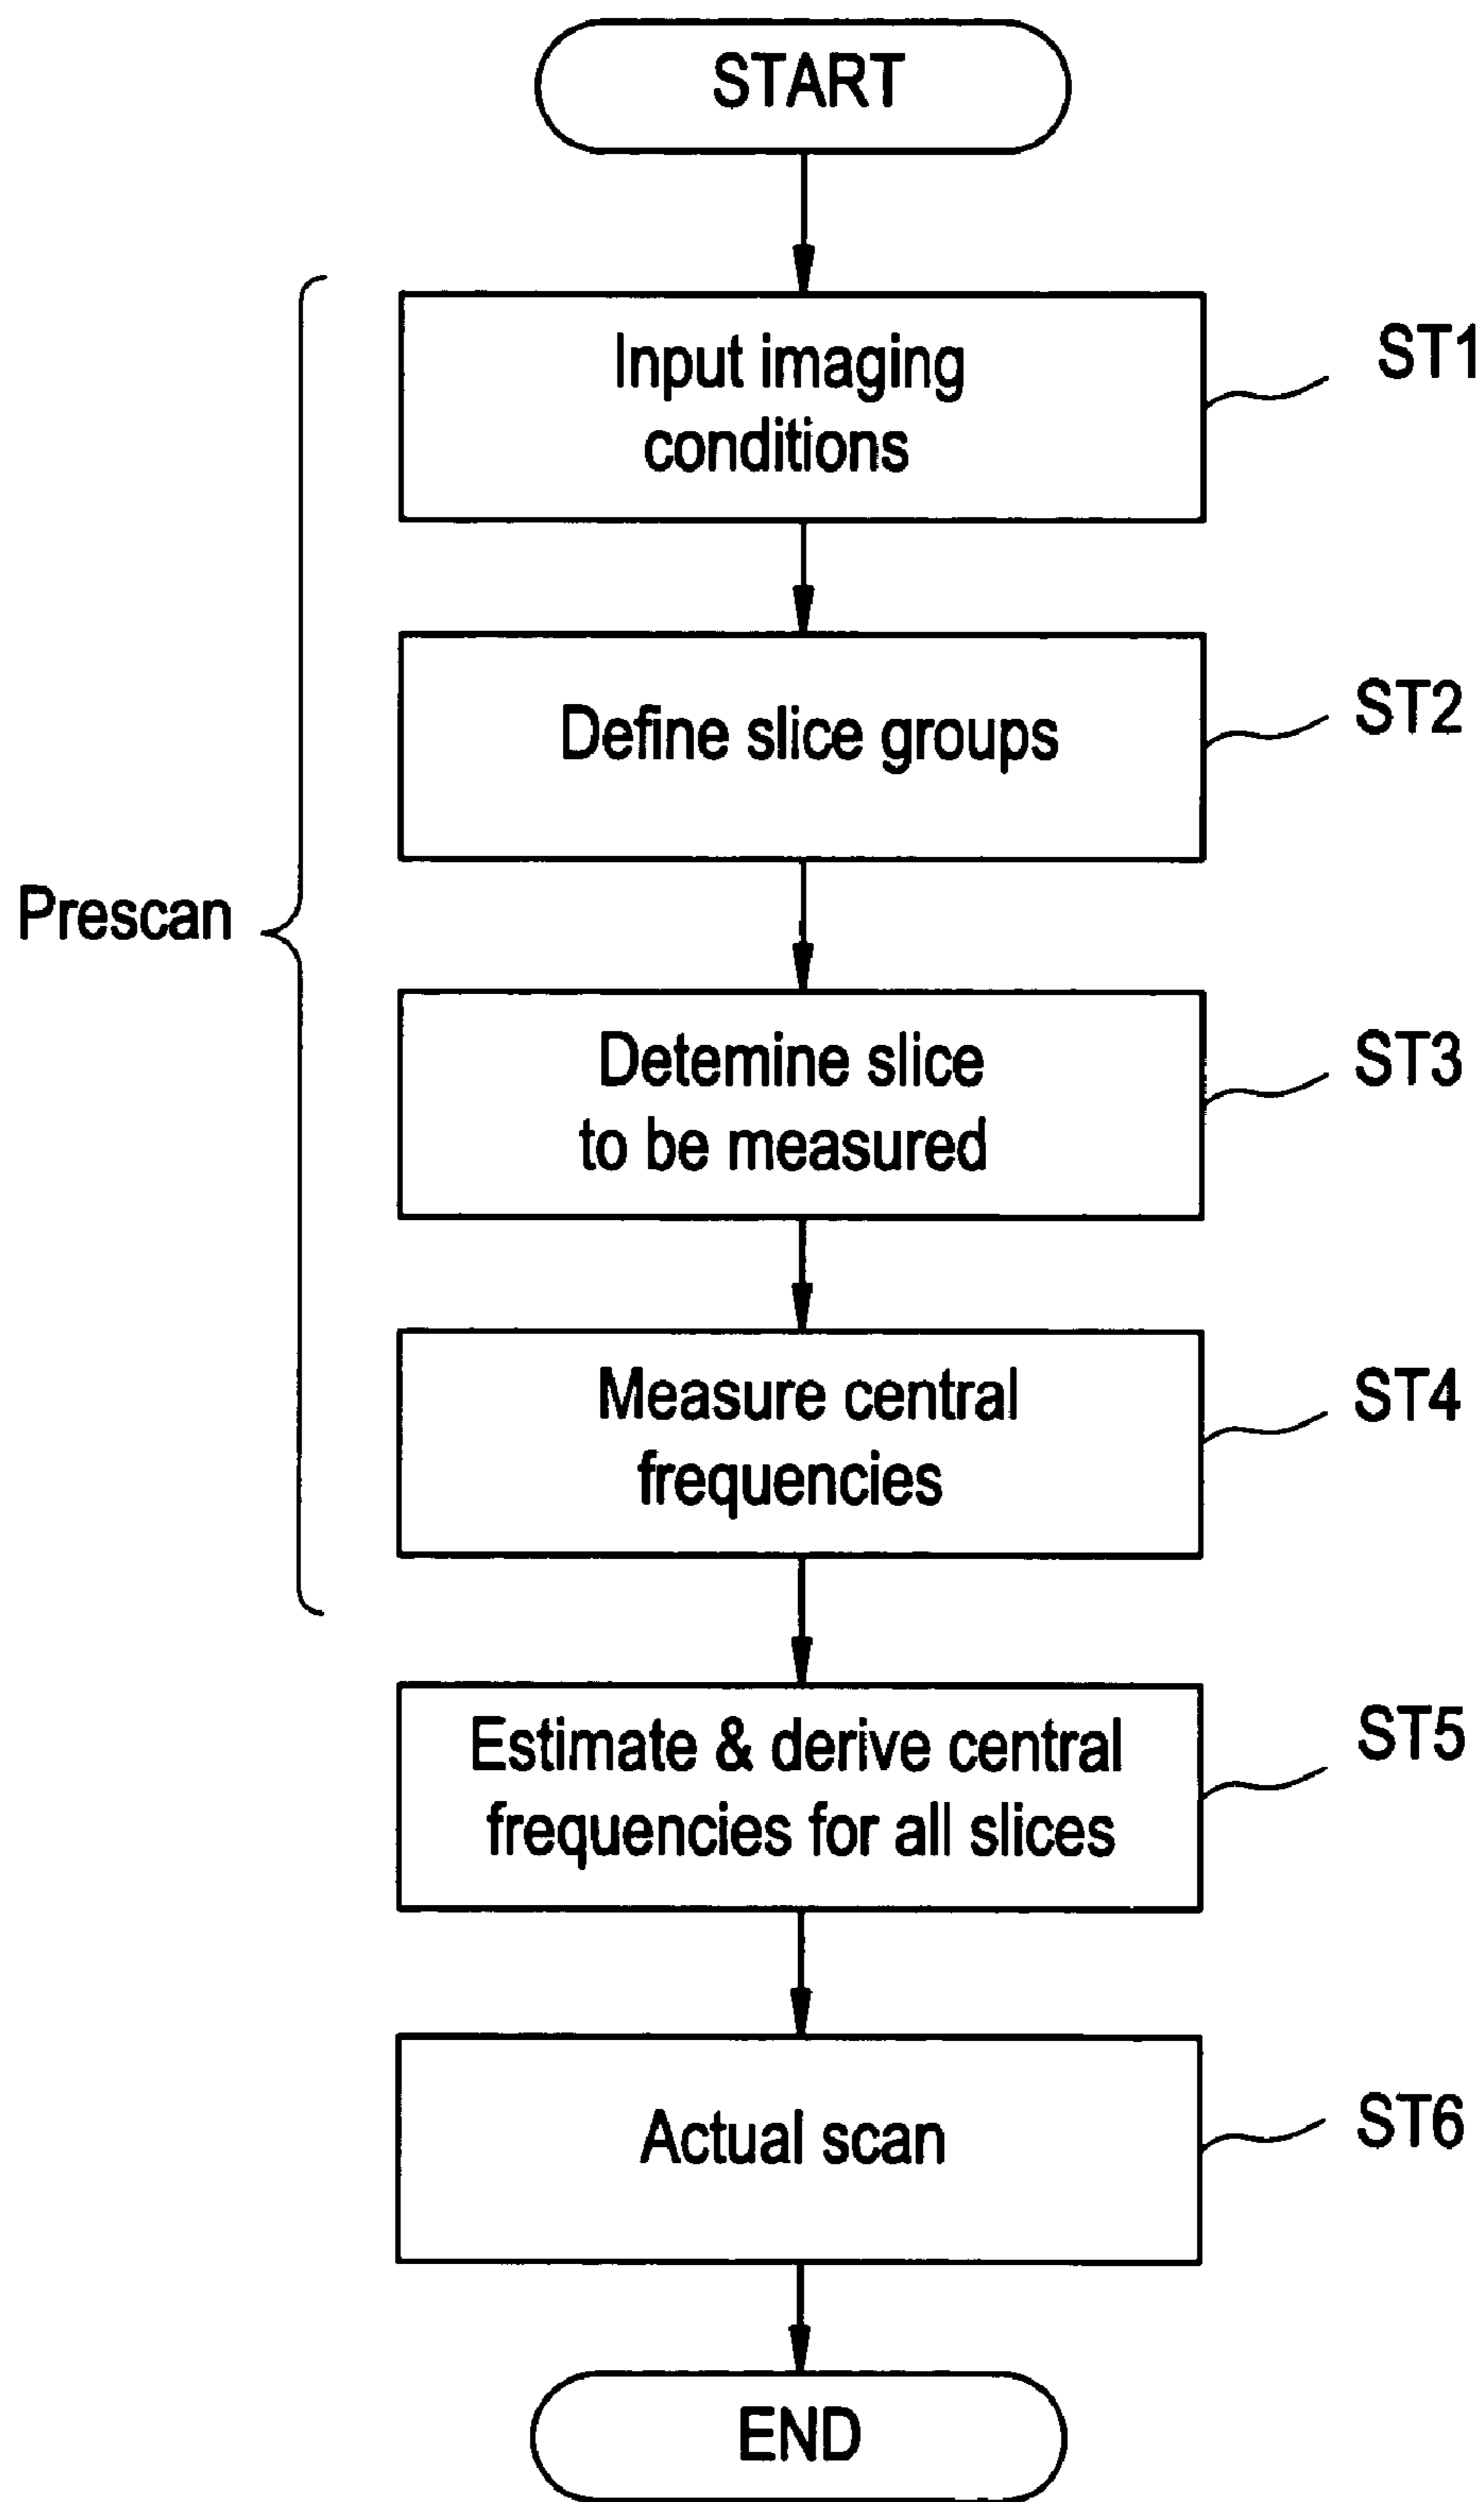 START
Input imaging
conditions
ST1
Define slice groups
ST2
Prescan
Detemine slice
to be measured
ST3
Measure central
frequencies
ST4
Estimate & derive central
frequencies for all slices
ST5
Actual scan
ST6
END